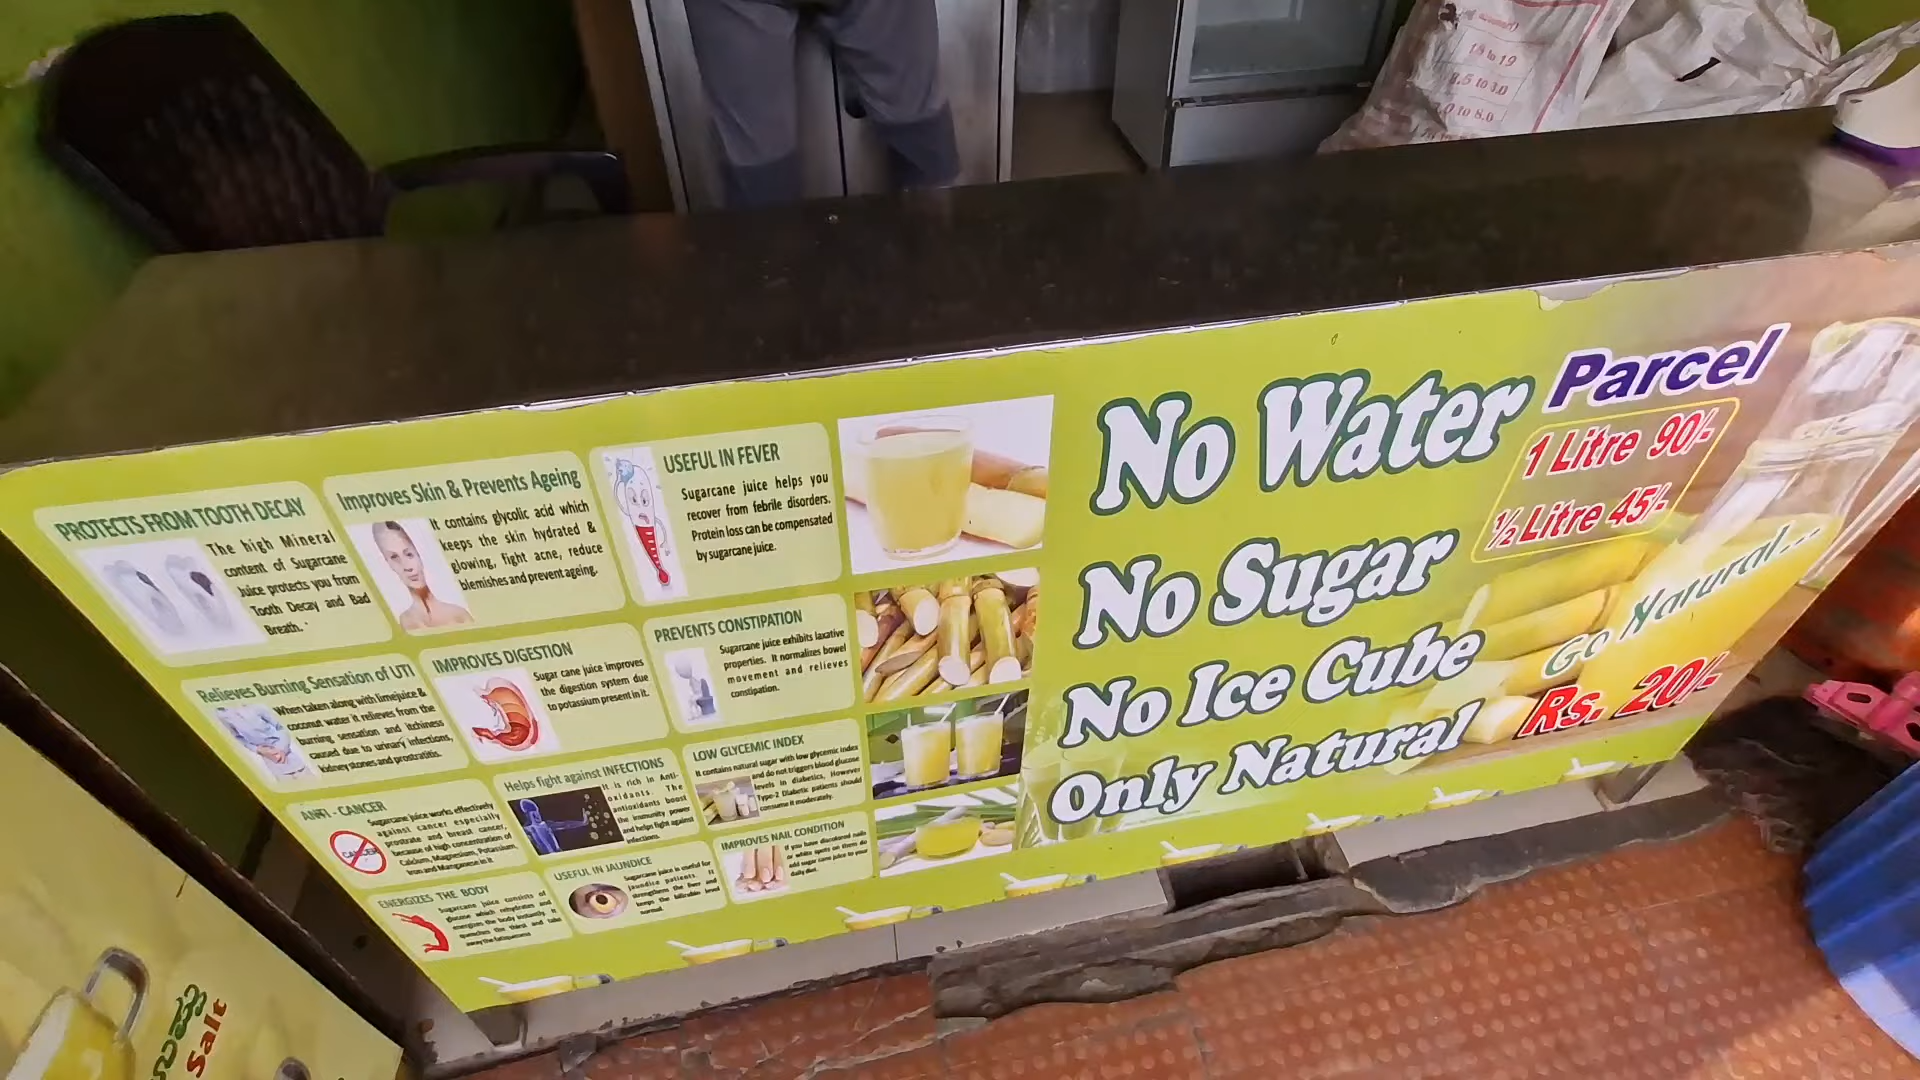 PROTECTS FROM TOOTH DECAY
The high Mineral
content of Sugarcane
Juice protects you from
Tooth Decay and Bad
Breath.
Improves Skin & Prevents Ageing
It contains glycolic acid which
keeps the skin hydrated &
glowing, fight acne, reduce
blemishes and prevent ageing.
USEFUL IN FEVER
Sugarcane juice helps you
recover from febrile disorders.
Protein loss can be compensated
by sugarcane juice.
Relieves Burning Sensation of UTI
When taken along with limejuice &
coconut water it relieves from the
burning sensation and itchiness
caused due to urinary infections,
kidney stones and prostratitis.
IMPROVES DIGESTION
Sugar cane juice improves
the digestion system due
to potassium present in it.
PREVENTS CONSTIPATION
Sugarcane juice exhibits laxative
properties. It normalizes bowel
movement and relieves
constipation.
ANTI - CANCER
CANCER
Sugarcane juice works effectively
against cancer especially
prostrate and breast cancer,
because of high concentration of
Calcium, Magnesium, Potassium,
Iron and Manganese in it
Helps fight against INFECTIONS
It is rich in Anti-
oxidants. The
antioxidants boost
the immunity power
and helps fight against
infections.
LOW GLYCEMIC INDEX
It contains natural sugar with low glycemic index
and do not triggers blood glucose
levels in diabetics, However
Type-2 Diabetic patients should
consume it moderately.
ENERGIZES THE BODY
Sugarcane juice consists of
glucose which rehydrates and
energizes the body instantly. It
quenches the thirst and take
away the fatigueness
USEFUL IN JAUNDICE
Sugarcane juice is useful for
jaundice patients. It
strengthens the liver and
keeps the bilirubin level
normal.
IMPROVES NAIL CONDITION
If you have discolored nails
or white spots on them do
add sugar cane juice to your
daily diet.
No Water
No Sugar
No Ice Cube
Only Natural
Parcel
1 Litre 90/-
½ Litre 45/-
Go Natural...
Rs. 20/-
1.8 to 1.9
to 8.0
Salt